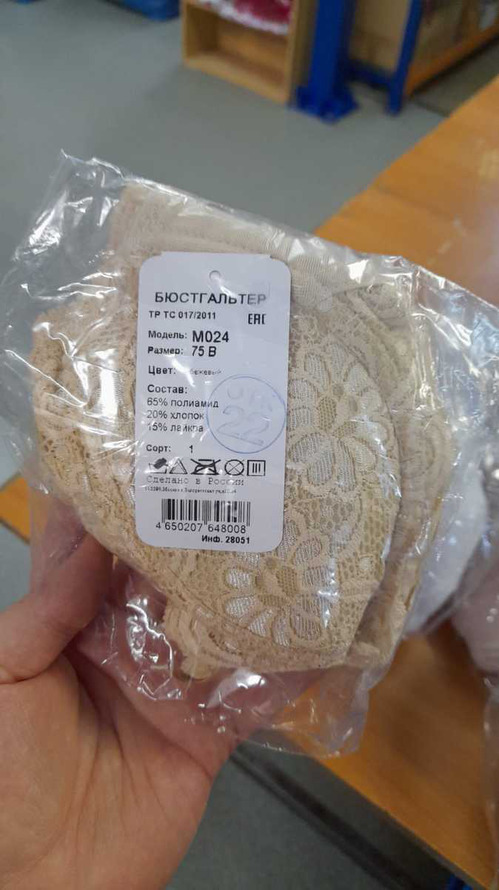 БЮСТГАЛЬТЕР
ТР ТС 017/2011 EAC
Модель: М024
Размер: 75 В
Цвет: бежевый
Состав:
65% полиамид
20% хлопок
15% лайкра
Сорт: 1
Сделано в России
4 650207 648008
Инф. 28051